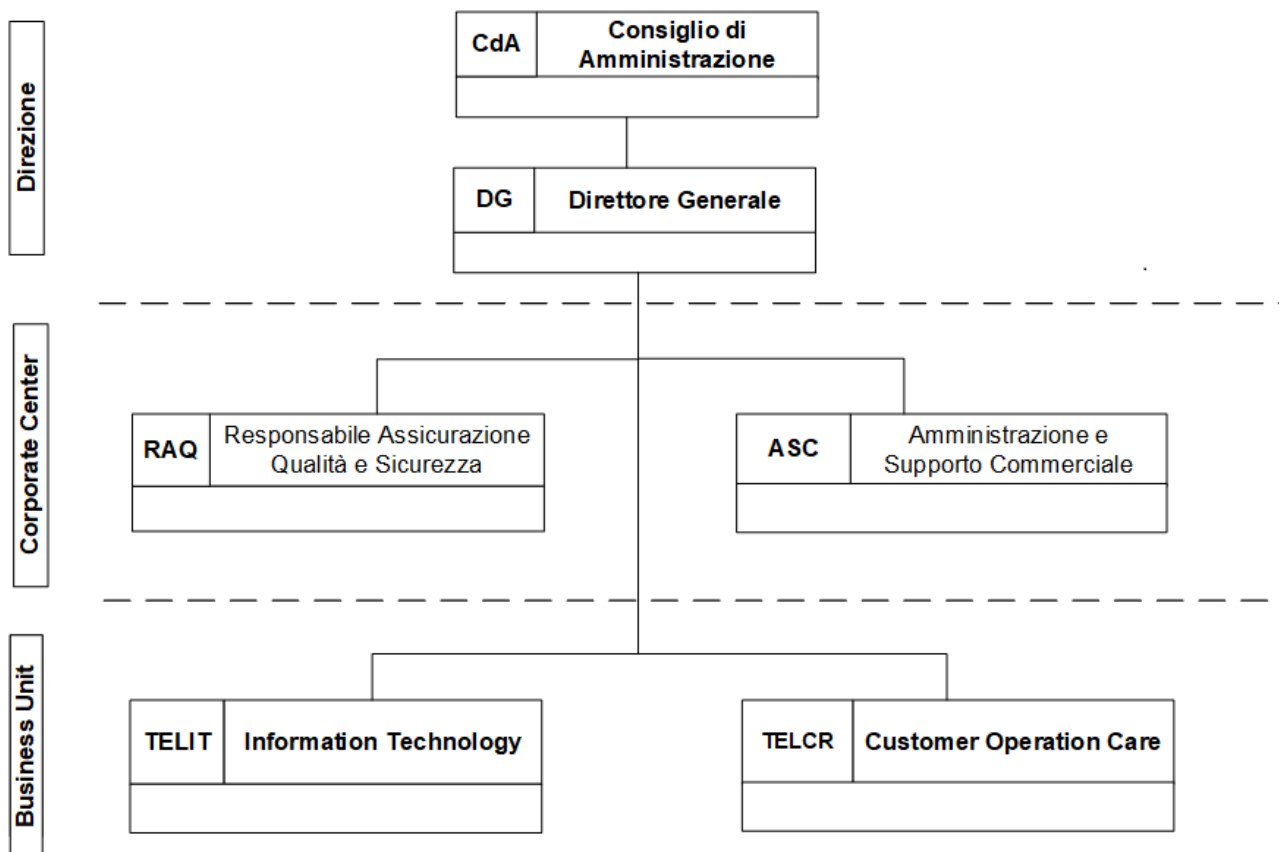 Direzione
CdA
Consiglio di
Amministrazione
DG
Direttore Generale
Corporate Center
RAQ
Responsabile Assicurazione
Qualità e Sicurezza
ASC
Amministrazione e
Supporto Commerciale
Business Unit
TELIT
Information Technology
TELCR
Customer Operation Care